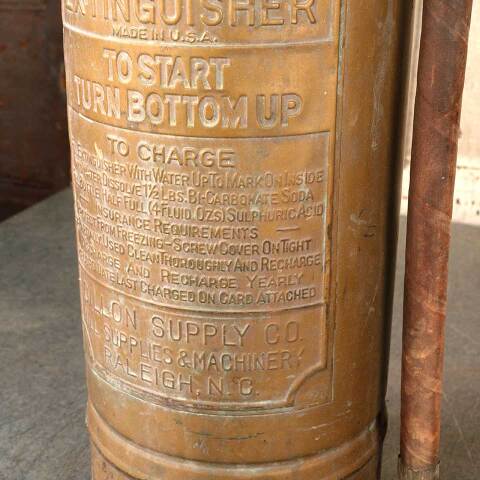 EXTINGUISHER
MADE IN U.S.A.
TO START
TURN BOTTOM UP
TO CHARGE
EXTINGUISHER WITH WATER UP TO MARK ON INSIDE
DISSOLVE 1½ LBS. BI-CARBONATE SODA
HALF FULL (4 FLUID OZS) SULPHURIC ACID
INSURANCE REQUIREMENTS
FROM FREEZING-SCREW COVER ON TIGHT
USED CLEAN THOROUGHLY AND RECHARGE
AND RECHARGE YEARLY
DATE LAST CHARGED ON CARD ATTACHED
DILLON SUPPLY CO.
SUPPLIES & MACHINERY
RALEIGH, N.C.